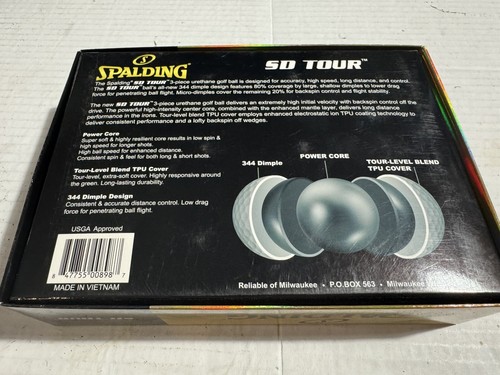 S
SPALDING
SD TOUR™
The Spalding® SD TOUR™ 3-piece urethane golf ball is designed for accuracy, high speed, long distance, and control.
The SD TOUR™ ball's all-new 344 dimple design features 80% coverage by large, shallow dimples to lower drag
force for penetrating ball flight. Micro-dimples cover the remaining 20% for backspin control and flight stability.
The new SD TOUR™ 3-piece urethane golf ball delivers an extremely high initial velocity with backspin control off the
driver. The powerful high-intensity center core, combined with the enhanced mantle layer, delivers long distance
performance in the irons. Tour-level blend TPU cover employs enhanced electrostatic ion TPU coating technology to
deliver consistent performance and a lofty backspin off wedges.
Power Core
Super soft & highly resilient core results in low spin &
high speed for longer shots.
High ball speed for enhanced distance.
Consistent spin & feel for both long & short shots.
Tour-Level Blend TPU Cover
Tour-level, extra-soft cover. Highly responsive around
the green. Long-lasting durability.
344 Dimple Design
Consistent & accurate distance control. Low drag
force for penetrating ball flight.
344 Dimple
POWER CORE
TOUR-LEVEL BLEND
TPU COVER
USGA Approved
8 47755 00898 7
MADE IN VIETNAM
Reliable of Milwaukee • P.O.BOX 563 • Milwaukee